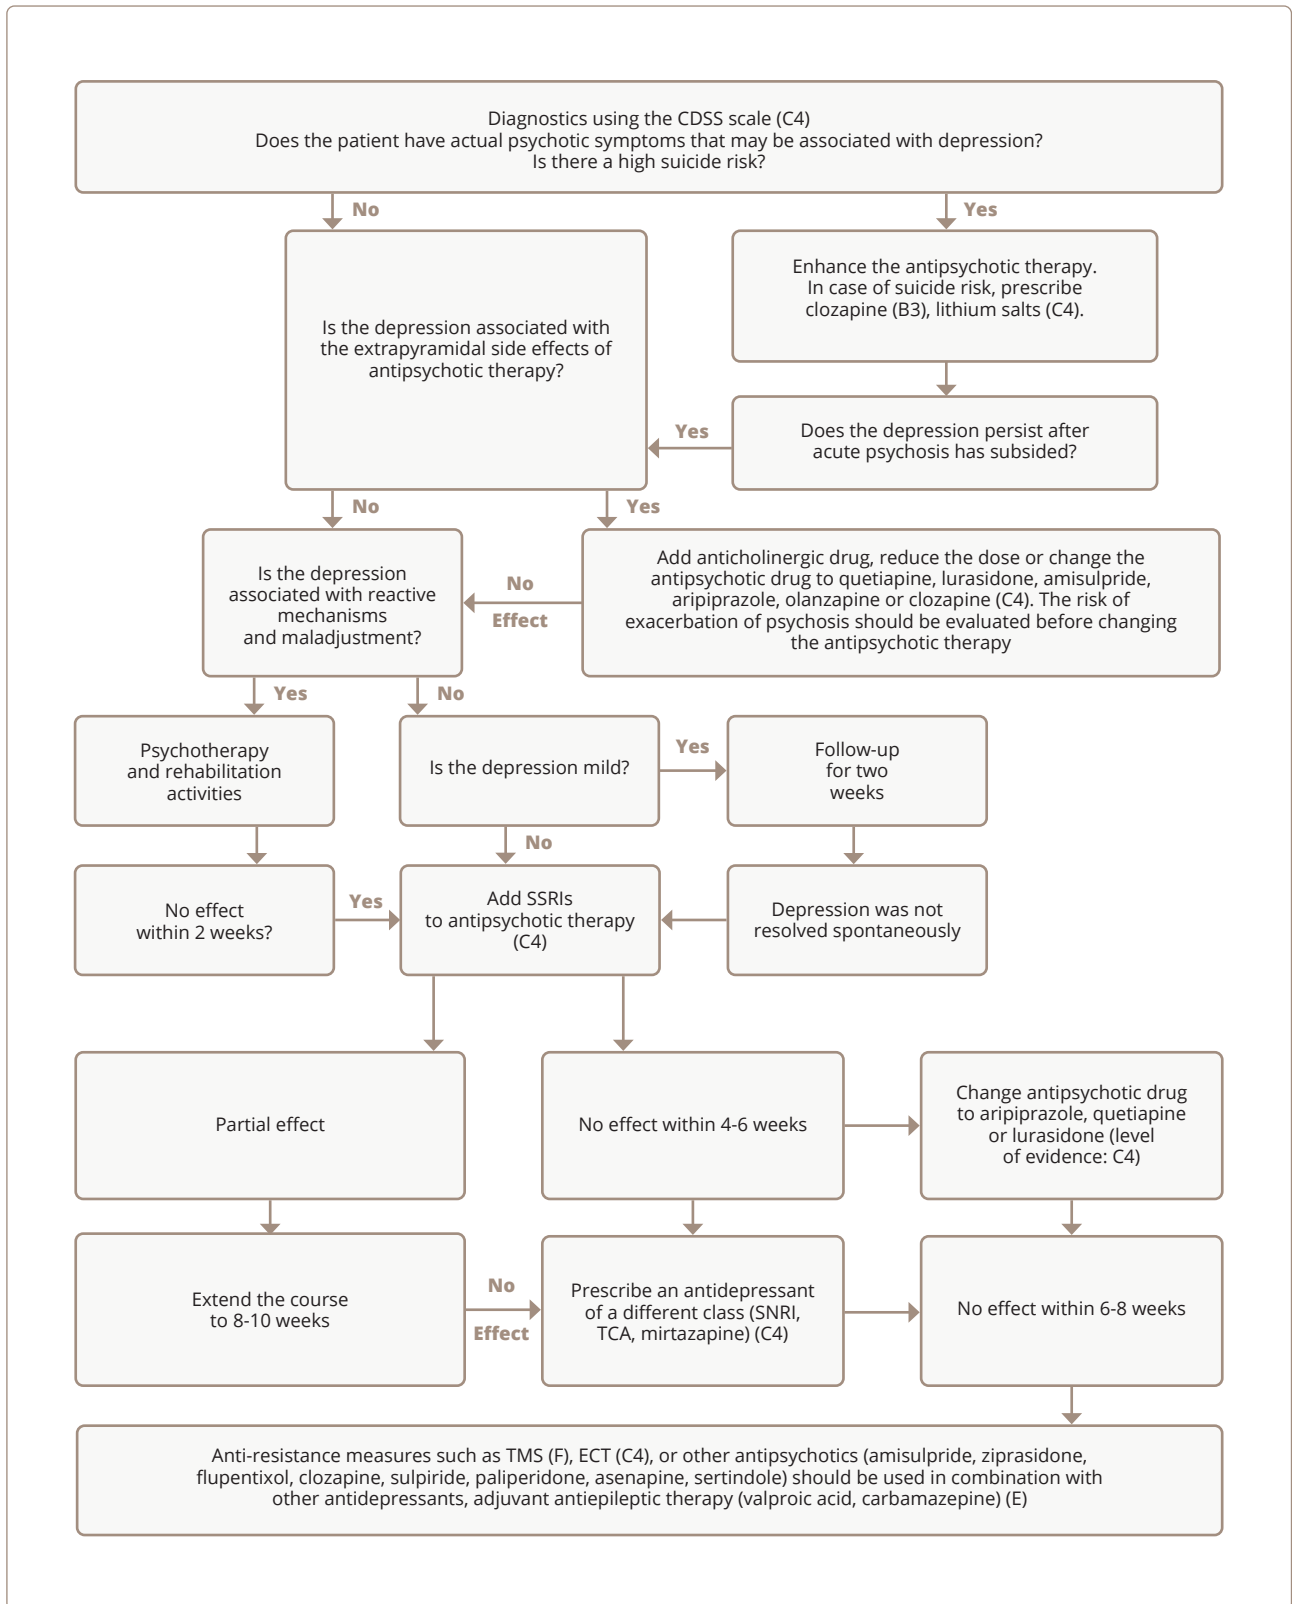 Diagnostics using the CDSS scale (C4)
Does the patient have actual psychotic symptoms that may be associated with depression?
Is there a high suicide risk?
No
Yes
Is the depression associated with
the extrapyramidal side effects of
antipsychotic therapy?
Enhance the antipsychotic therapy.
In case of suicide risk, prescribe
clozapine (B3), lithium salts (C4).
Yes
Does the depression persist after
acute psychosis has subsided?
No
Yes
Is the depression
associated with reactive
mechanisms
and maladjustment?
No
Effect
Add anticholinergic drug, reduce the dose or change the
antipsychotic drug to quetiapine, lurasidone, amisulpride,
aripiprazole, olanzapine or clozapine (C4). The risk of
exacerbation of psychosis should be evaluated before changing
the antipsychotic therapy
Yes
No
Psychotherapy
and rehabilitation
activities
Is the depression mild?
Yes
Follow-up
for two
weeks
No
No effect
within 2 weeks?
Yes
Add SSRIs
to antipsychotic therapy
(C4)
Depression was not
resolved spontaneously
Partial effect
No effect within 4-6 weeks
Change antipsychotic drug
to aripiprazole, quetiapine
or lurasidone (level
of evidence: C4)
Extend the course
to 8-10 weeks
No
Effect
Prescribe an antidepressant
of a different class (SNRI,
TCA, mirtazapine) (C4)
No effect within 6-8 weeks
Anti-resistance measures such as TMS (F), ECT (C4), or other antipsychotics (amisulpride, ziprasidone,
flupentixol, clozapine, sulpiride, paliperidone, asenapine, sertindole) should be used in combination with
other antidepressants, adjuvant antiepileptic therapy (valproic acid, carbamazepine) (E)